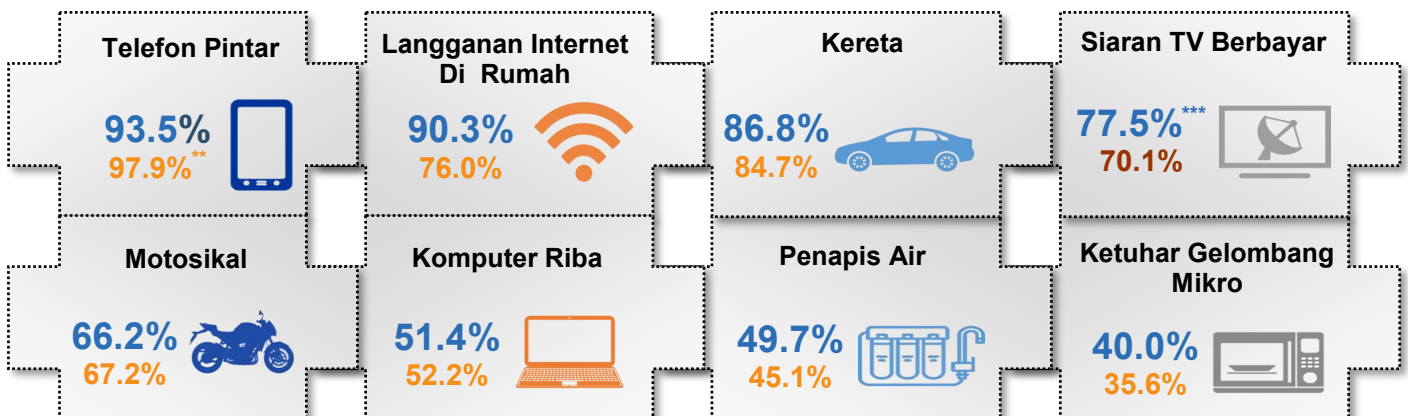 Telefon Pintar
93.5%
97.9%**
Langganan Internet
Di Rumah
90.3%
76.0%
Kereta
86.8%
84.7%
Siaran TV Berbayar
77.5%***
70.1%
Motosikal
66.2%
67.2%
Komputer Riba
51.4%
52.2%
Penapis Air
49.7%
45.1%
Ketuhar Gelombang
Mikro
40.0%
35.6%